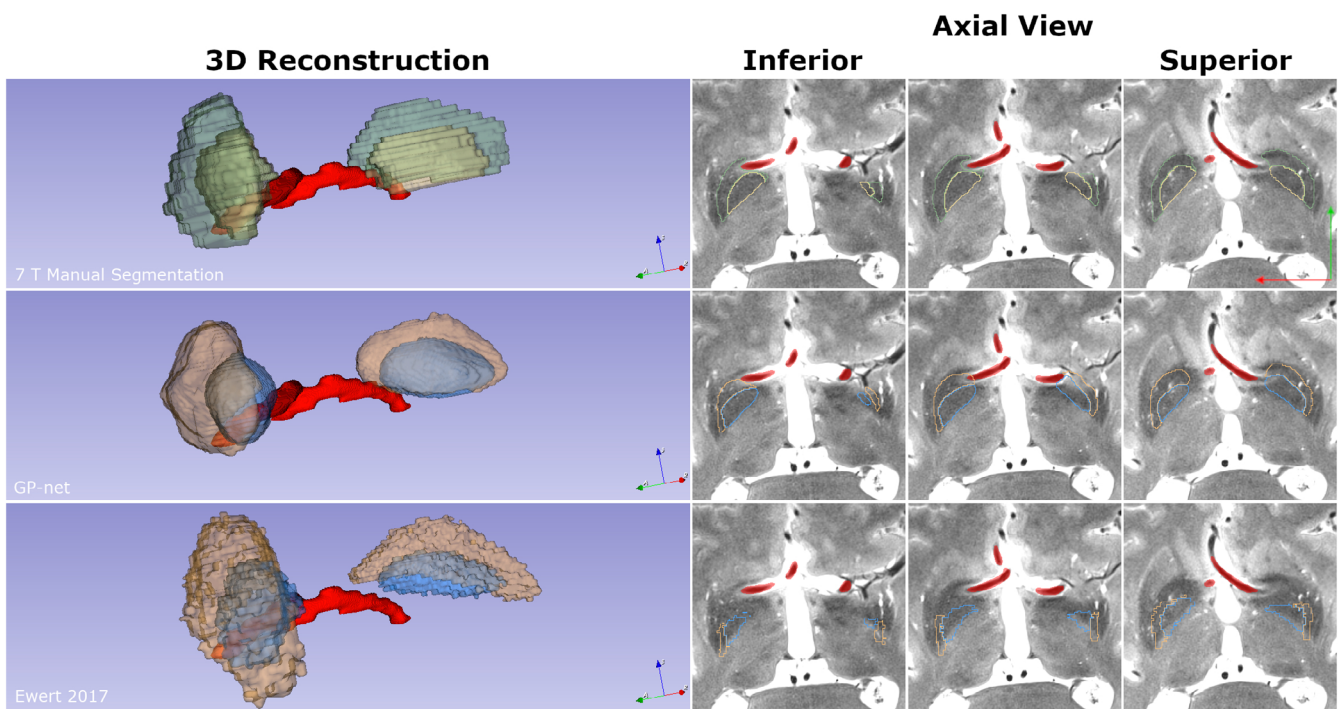 Axial View
3D Reconstruction Inferior Superior
7 T Manual Segmentation
GP-net
Ewert 2017